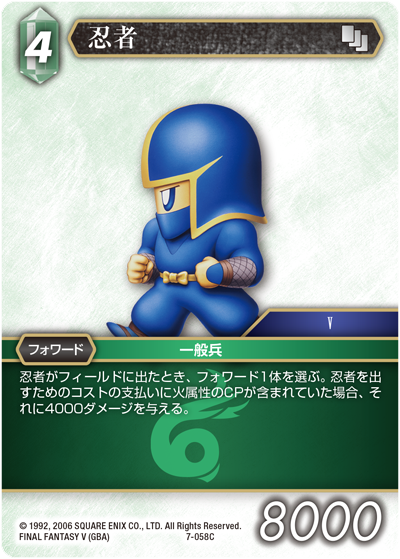 4
忍者
V
フォワード
一般兵
忍者がフィールドに出たとき、フォワード1体を選ぶ。忍者を出
すためのコストの支払いに火属性のCPが含まれていた場合、そ
れに4000ダメージを与える。
© 1992, 2006 SQUARE ENIX CO., LTD. All Rights Reserved.
FINAL FANTASY V (GBA)
7-058C
8000